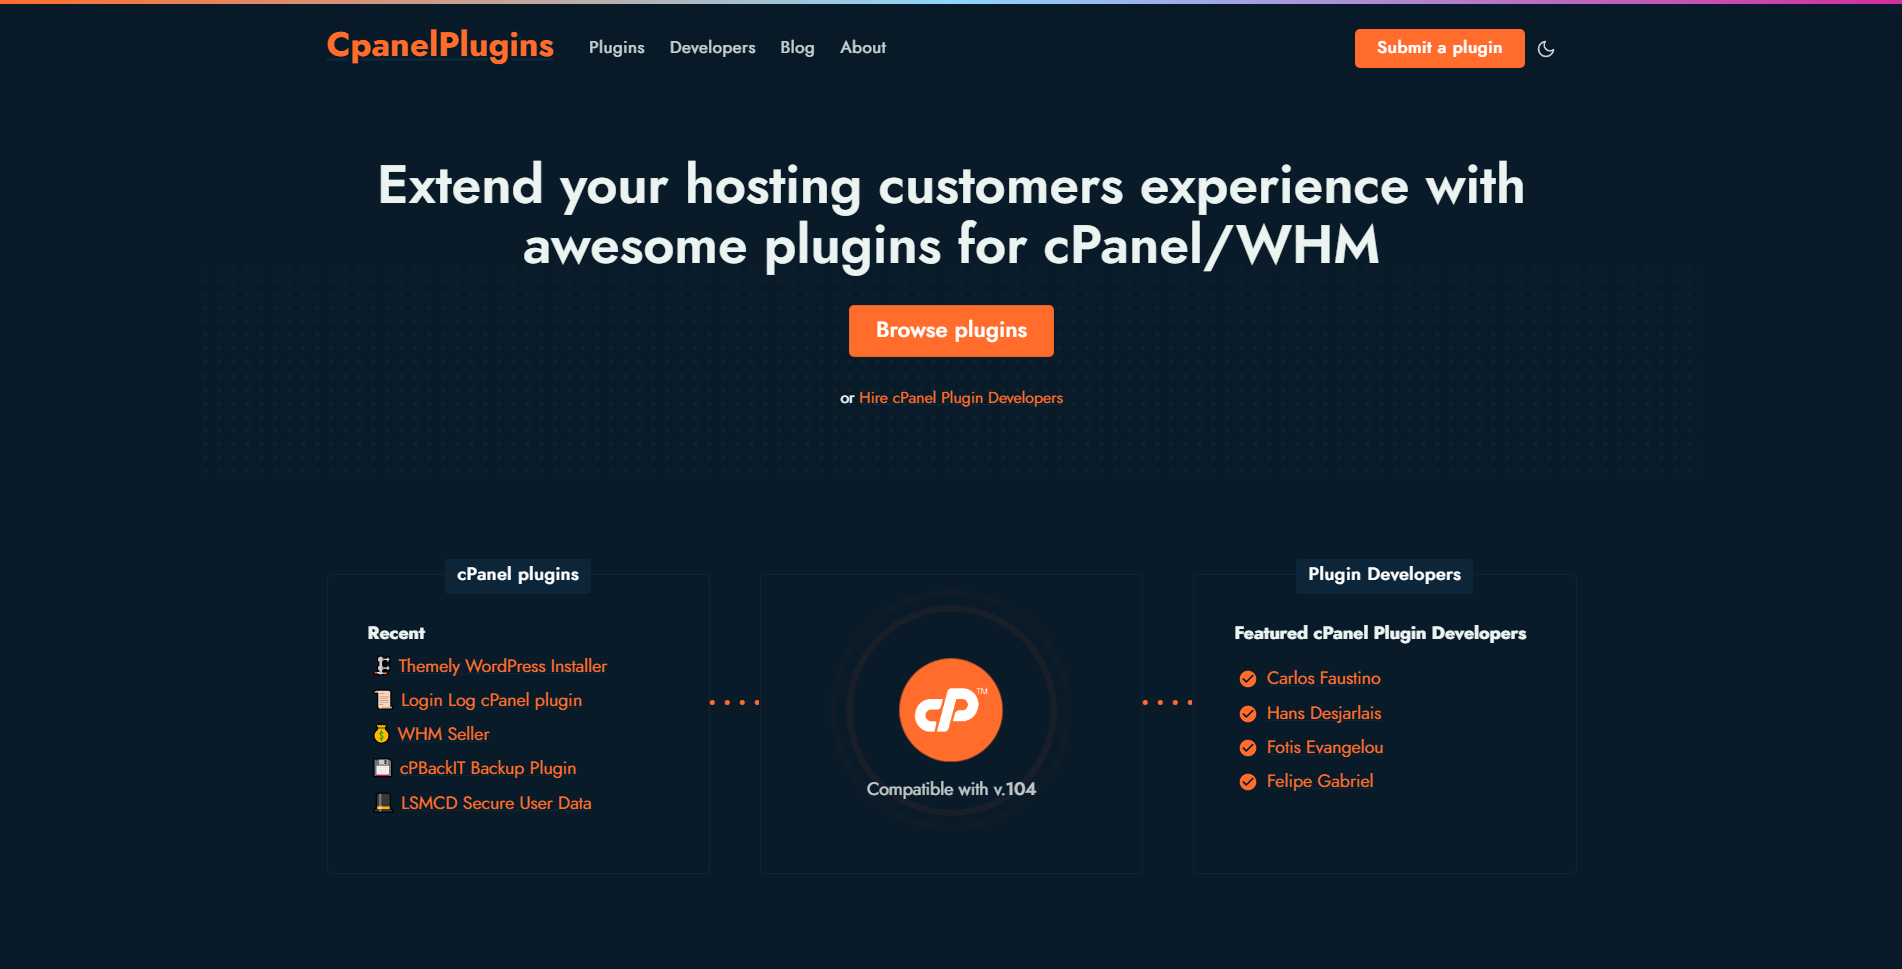 CpanelPlugins
Plugins
Developers
Blog
About
Submit a plugin
Extend your hosting customers experience with
awesome plugins for cPanel/WHM
Browse plugins
or Hire cPanel Plugin Developers
cPanel plugins
Recent
Themely WordPress Installer
Login Log cPanel plugin
WHM Seller
cPBackIT Backup Plugin
LSMCD Secure User Data
cP™
Compatible with v.104
Plugin Developers
Featured cPanel Plugin Developers
Carlos Faustino
Hans Desjarlais
Fotis Evangelou
Felipe Gabriel